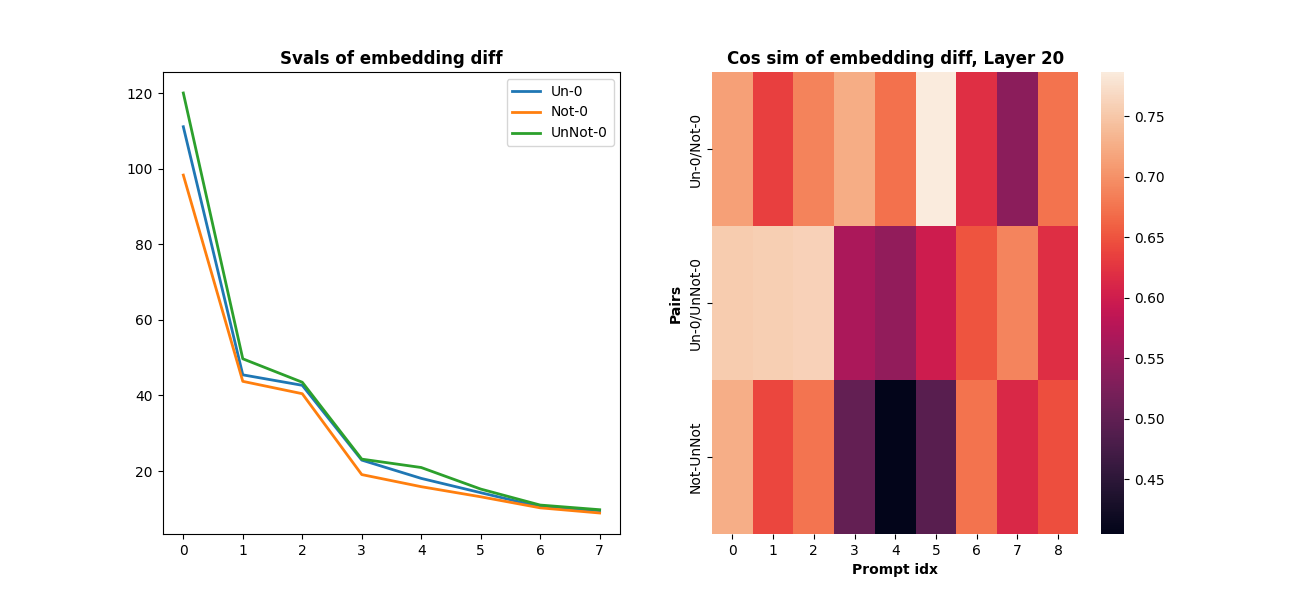 Svals of embedding diff
120
100
80
60
40
20
0 1 2 3 4 5 6 7
Un-0
Not-0
UnNot-0
Cos sim of embedding diff, Layer 20
Pairs
Un-0/Not-0
Un-0/UnNot-0
Not-UnNot
0 1 2 3 4 5 6 7 8
Prompt idx
0.75
0.70
0.65
0.60
0.55
0.50
0.45